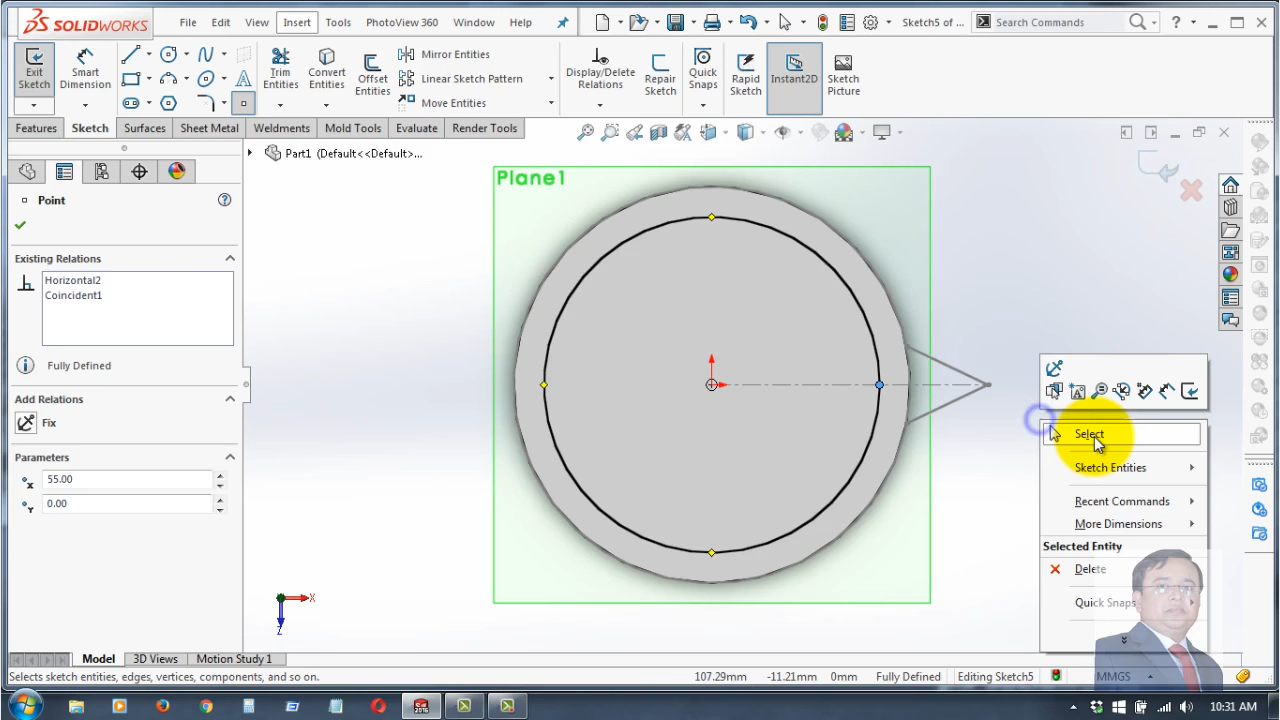 SOLIDWORKS
File
Edit
View
Insert
Tools
PhotoView 360
Window
Help
Sketch5 of ...
Search Commands
?
Exit Sketch
Smart Dimension
Trim Entities
Convert Entities
Offset Entities
Mirror Entities
Linear Sketch Pattern
Move Entities
Display/Delete Relations
Repair Sketch
Quick Snaps
Rapid Sketch
Instant2D
Sketch Picture
Features
Sketch
Surfaces
Sheet Metal
Weldments
Mold Tools
Evaluate
Render Tools
Part1 (Default<<Default>...
Point
Existing Relations
Horizontal2
Coincident1
Fully Defined
Add Relations
Fix
Parameters
55.00
0.00
Plane1
X
Z
Select
Sketch Entities
Recent Commands
More Dimensions
Selected Entity
Delete
Quick Snaps
Model
3D Views
Motion Study 1
Selects sketch entities, edges, vertices, components, and so on.
107.29mm
-11.21mm
0mm
Fully Defined
Editing Sketch5
MMGS
10:31 AM